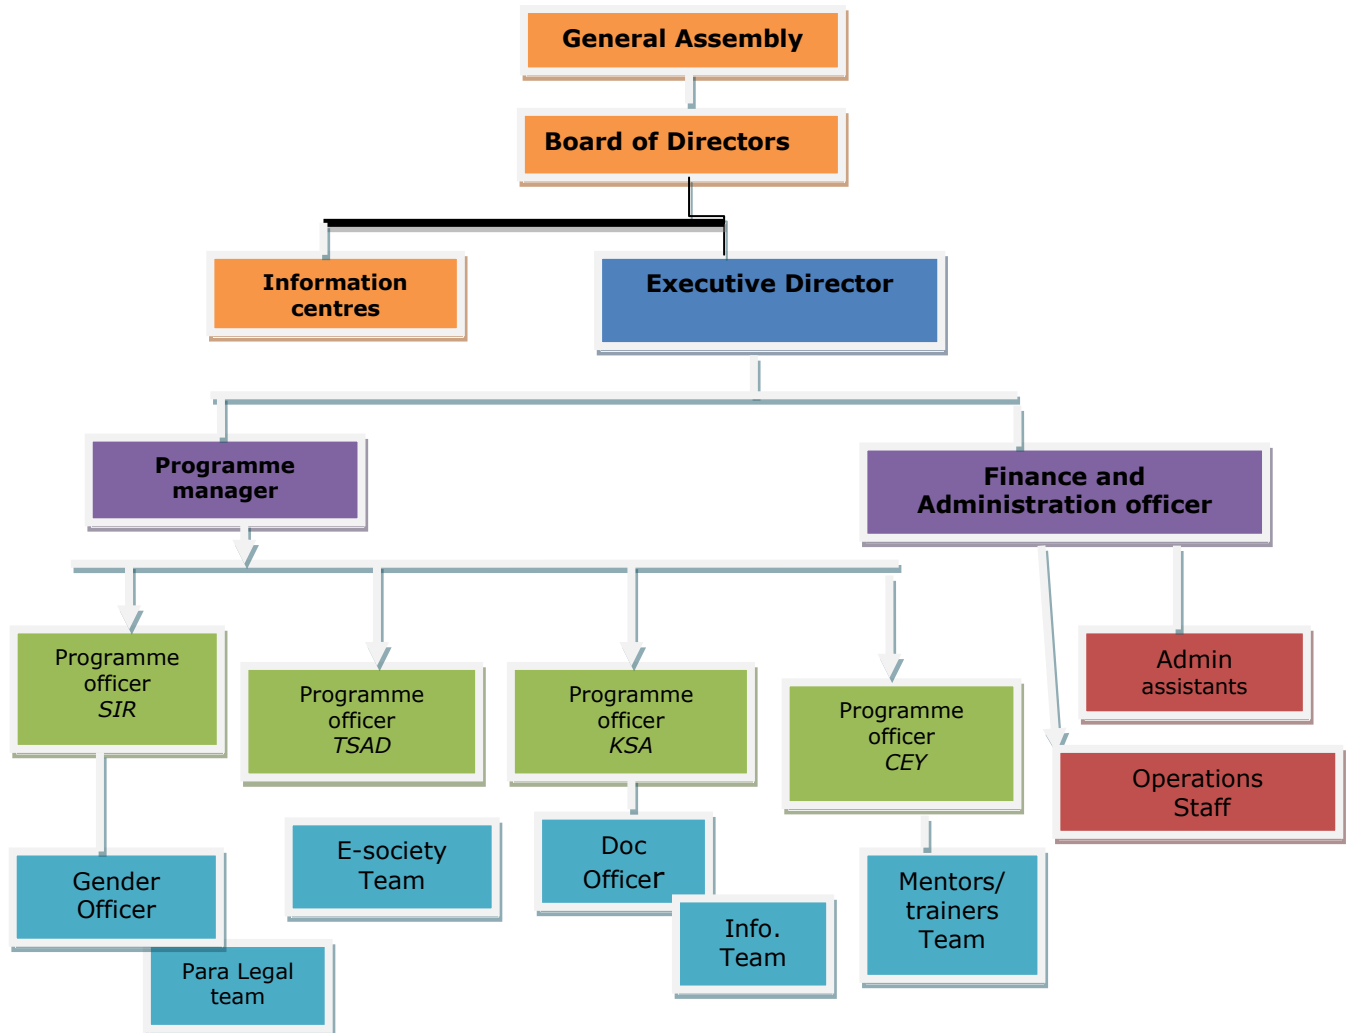 General Assembly
Board of Directors
Information
centres
Executive Director
Programme
manager
Finance and
Administration officer
Programme
officer
SIR
Programme
officer
TSAD
Programme
officer
KSA
Programme
officer
CEY
Admin
assistants
Operations
Staff
Gender
Officer
Para Legal
team
E-society
Team
Doc
Officer
Info.
Team
Mentors/
trainers
Team